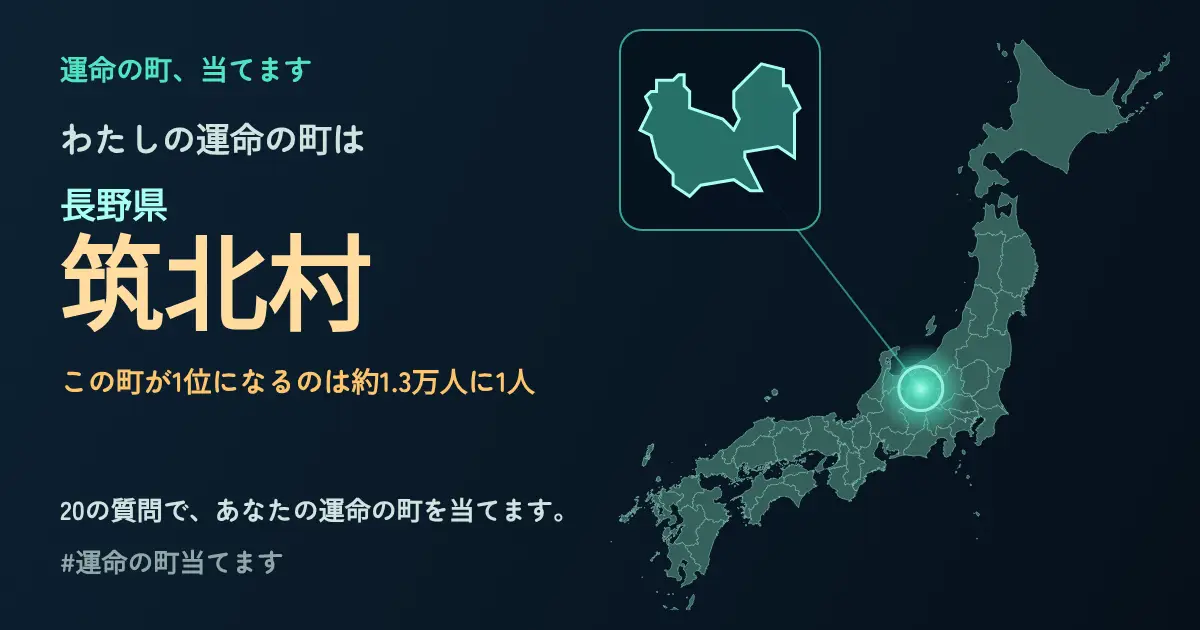 運命の町、当てます
わたしの運命の町は
長野県
筑北村
この町が1位になるのは約1.3万人に1人
20の質問で、あなたの運命の町を当てます。
#運命の町当てます